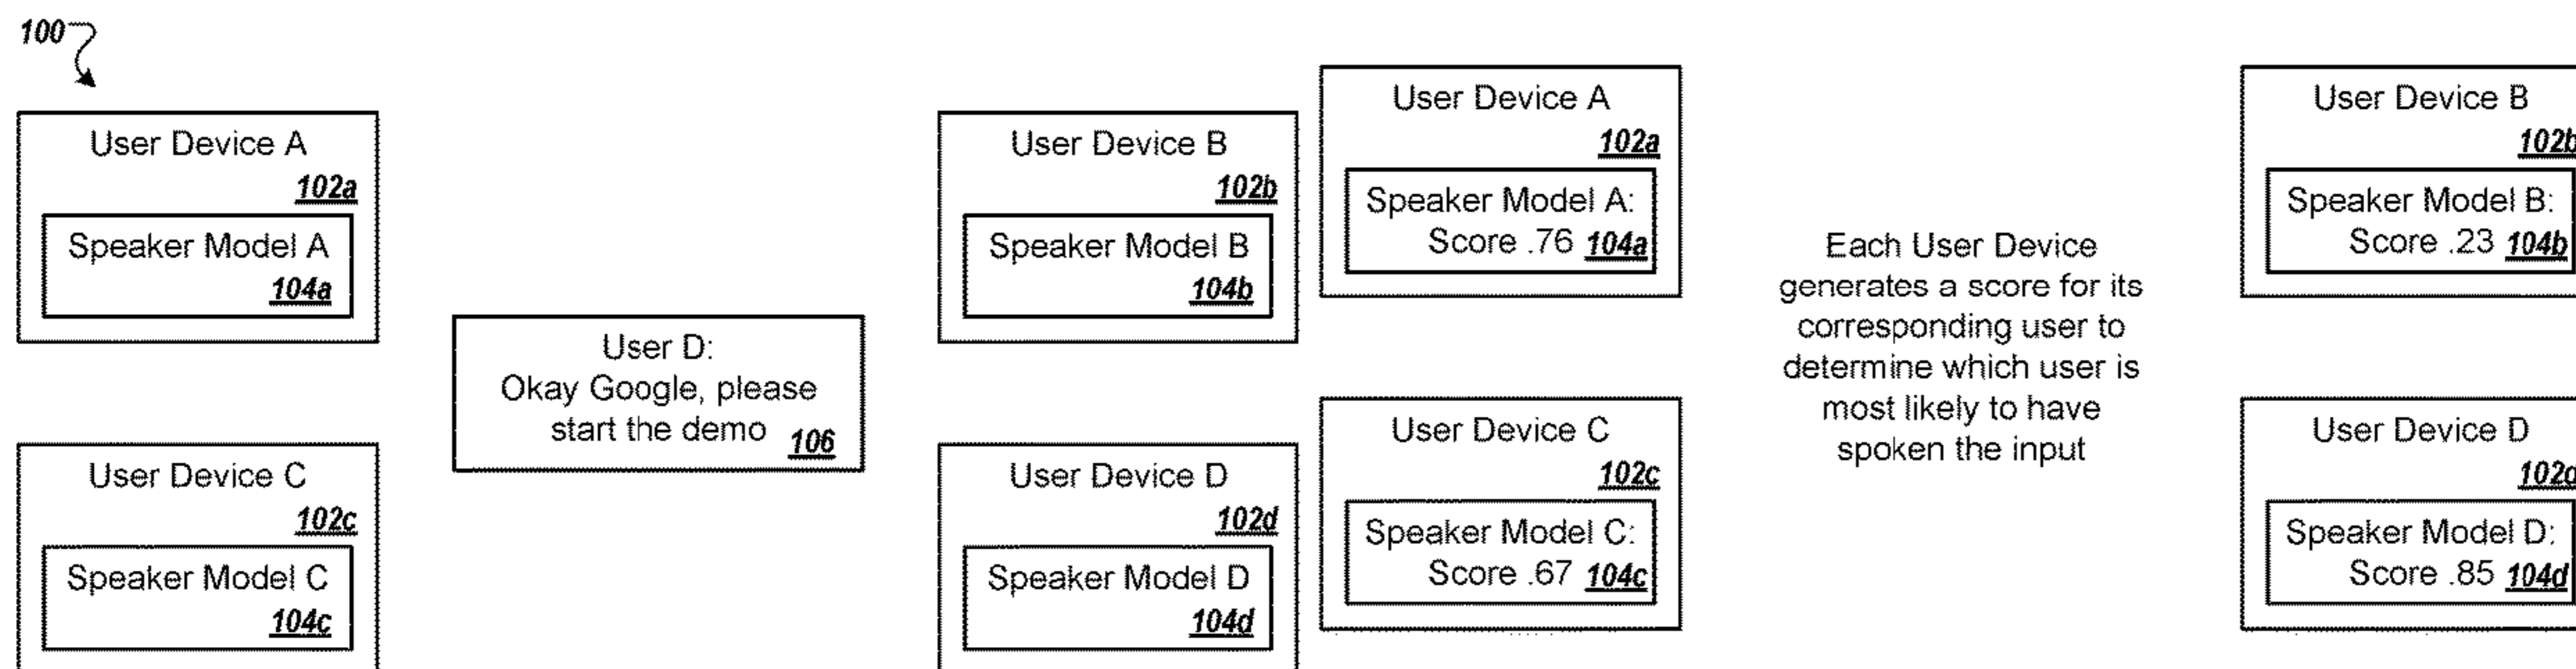 100
User Device A
102a
Speaker Model A
104a
User Device C
102c
Speaker Model C
104c
User D:
Okay Google, please
start the demo 106
User Device B
102b
Speaker Model B
104b
User Device D
102d
Speaker Model D
104d
User Device A
102a
Speaker Model A:
Score .76 104a
User Device C
102c
Speaker Model C:
Score .67 104c
Each User Device
generates a score for its
corresponding user to
determine which user is
most likely to have
spoken the input
User Device B
102b
Speaker Model B:
Score .23 104b
User Device D
102d
Speaker Model D:
Score .85 104d